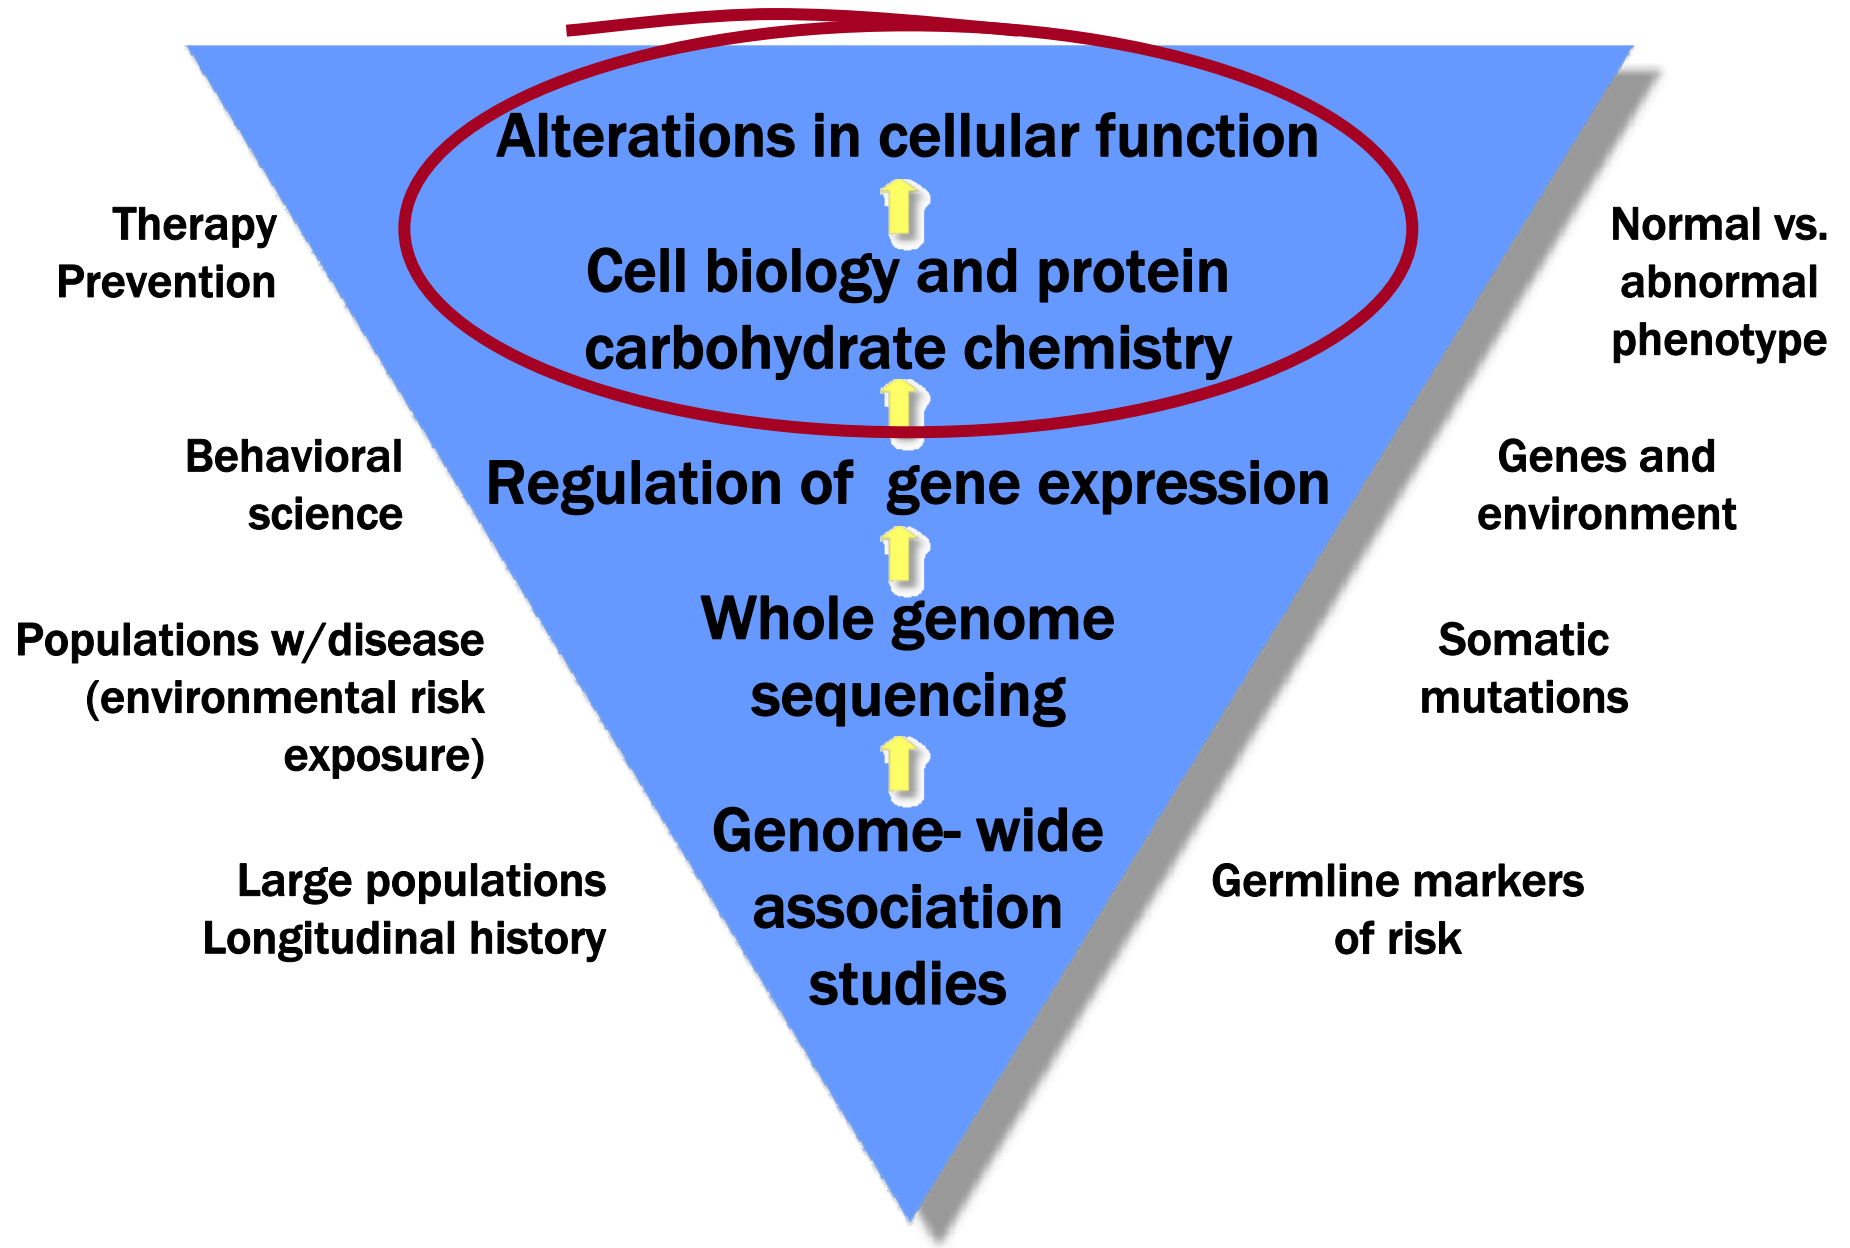 Alterations in cellular function
Cell biology and protein
carbohydrate chemistry
Regulation of  gene expression
Whole genome
sequencing
Genome- wide
association
studies
Therapy
Prevention
Behavioral
science
Populations w/disease
(environmental risk
exposure)
Large populations
Longitudinal history
Normal vs.
abnormal
phenotype
Genes and
environment
Somatic
mutations
Germline markers
of risk